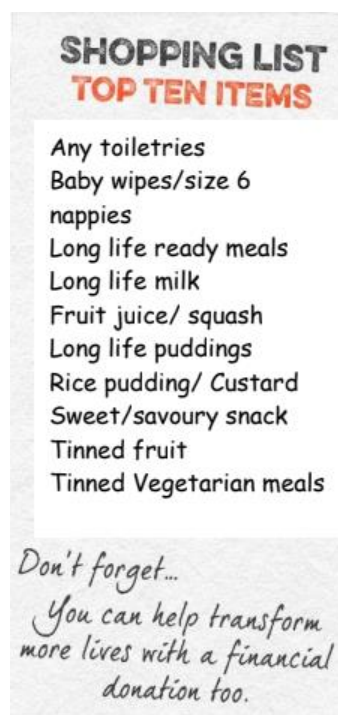 SHOPPING LIST
TOP TEN ITEMS
Any toiletries
Baby wipes/size 6
nappies
Long life ready meals
Long life milk
Fruit juice/ squash
Long life puddings
Rice pudding/ Custard
Sweet/savoury snack
Tinned fruit
Tinned Vegetarian meals
Don't forget...
You can help transform
more lives with a financial
donation too.